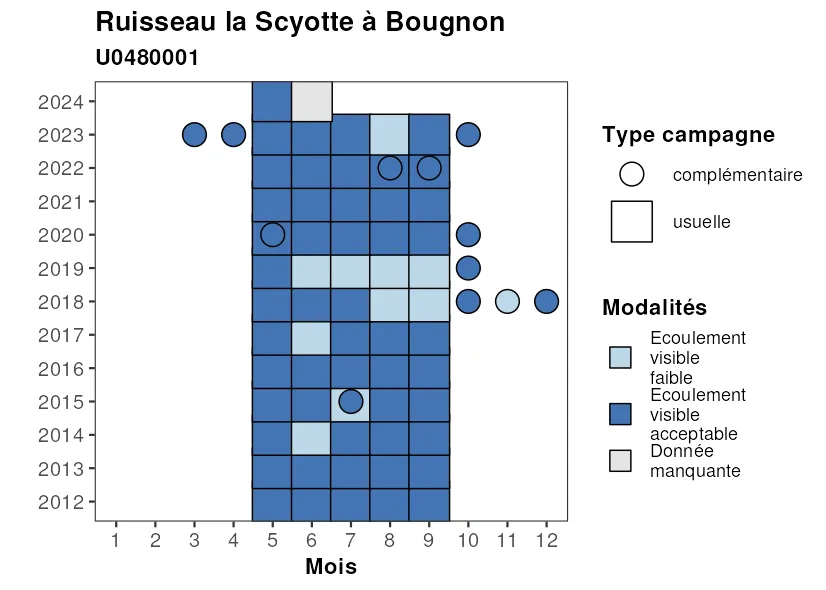 Ruisseau la Scyotte à Bougnon
U0480001
2024
2023
2022
2021
2020
2019
2018
2017
2016
2015
2014
2013
2012
1 2 3 4 5 6 7 8 9 10 11 12
Mois
Type campagne
complémentaire
usuelle
Modalités
Ecoulement
visible
faible
Ecoulement
visible
acceptable
Donnée
manquante